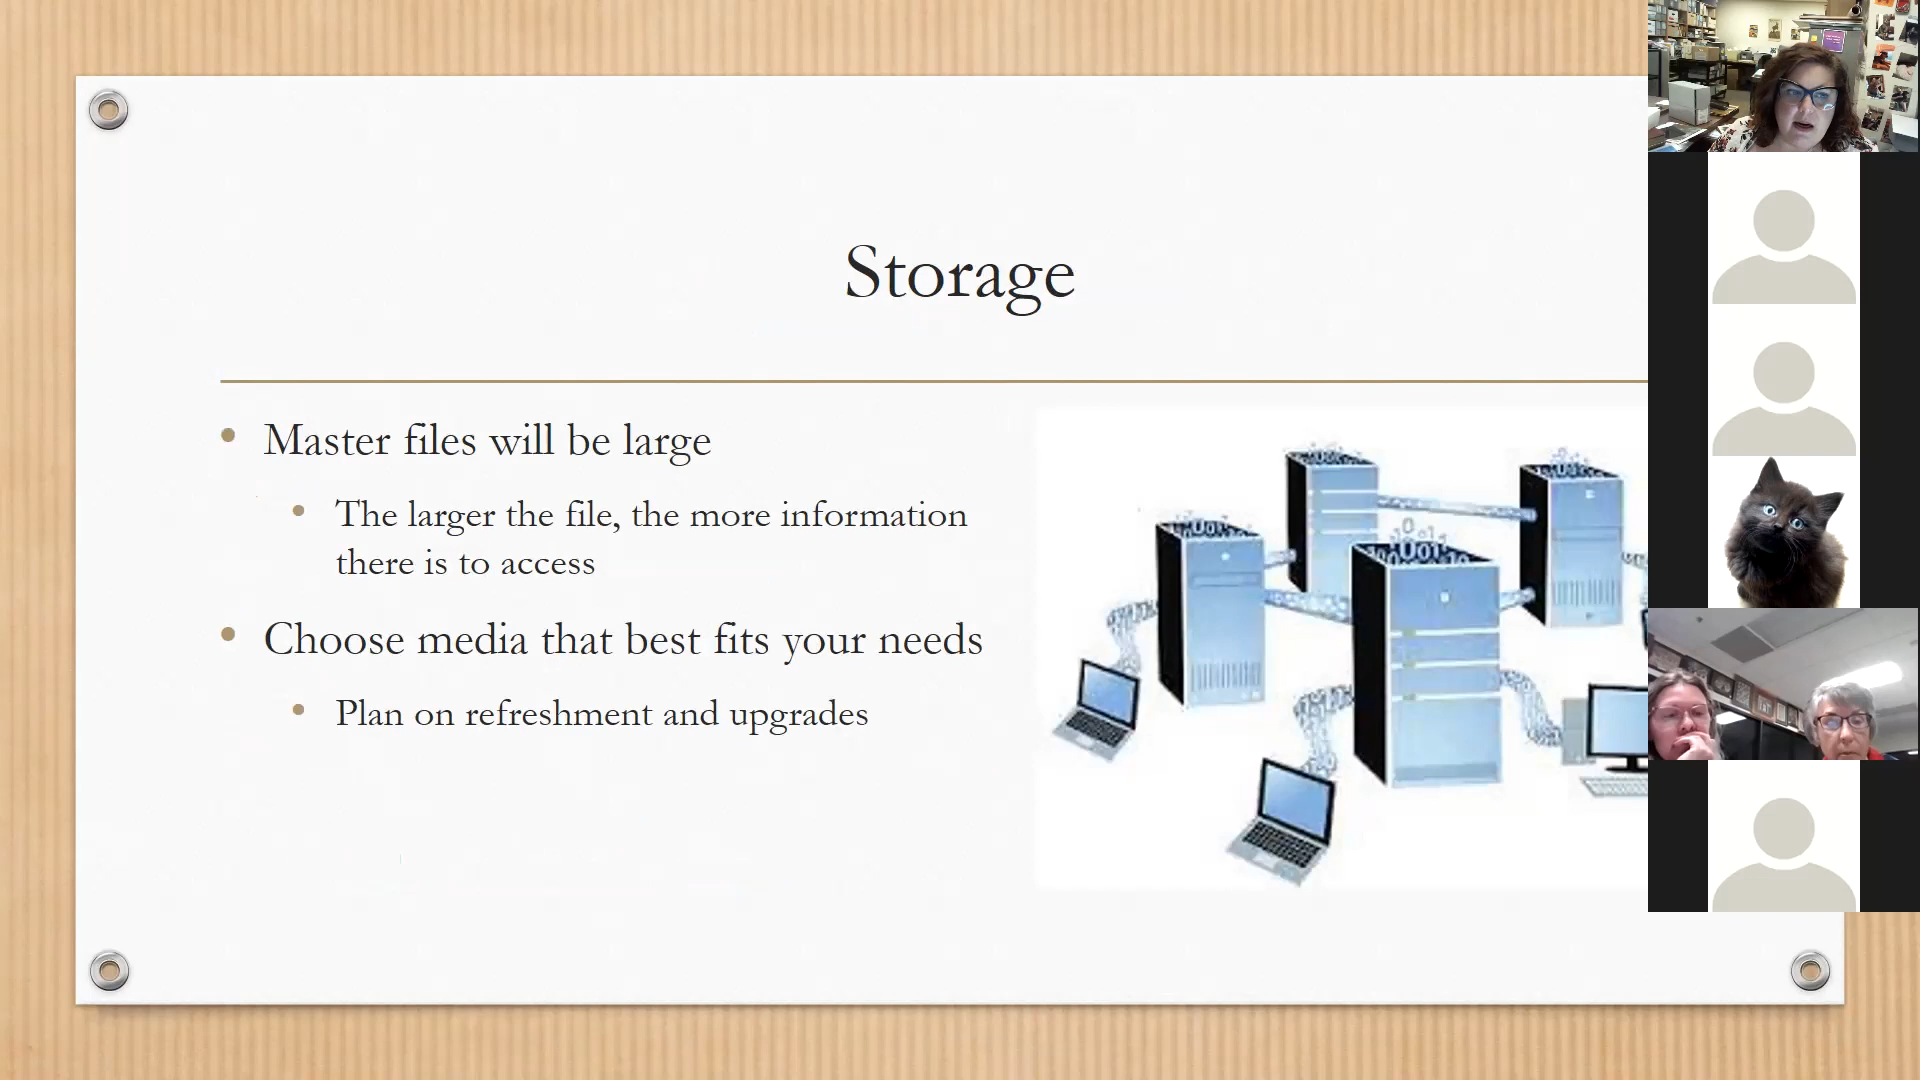 Storage
Master files will be large
The larger the file, the more information
there is to access
Choose media that best fits your needs
Plan on refreshment and upgrades